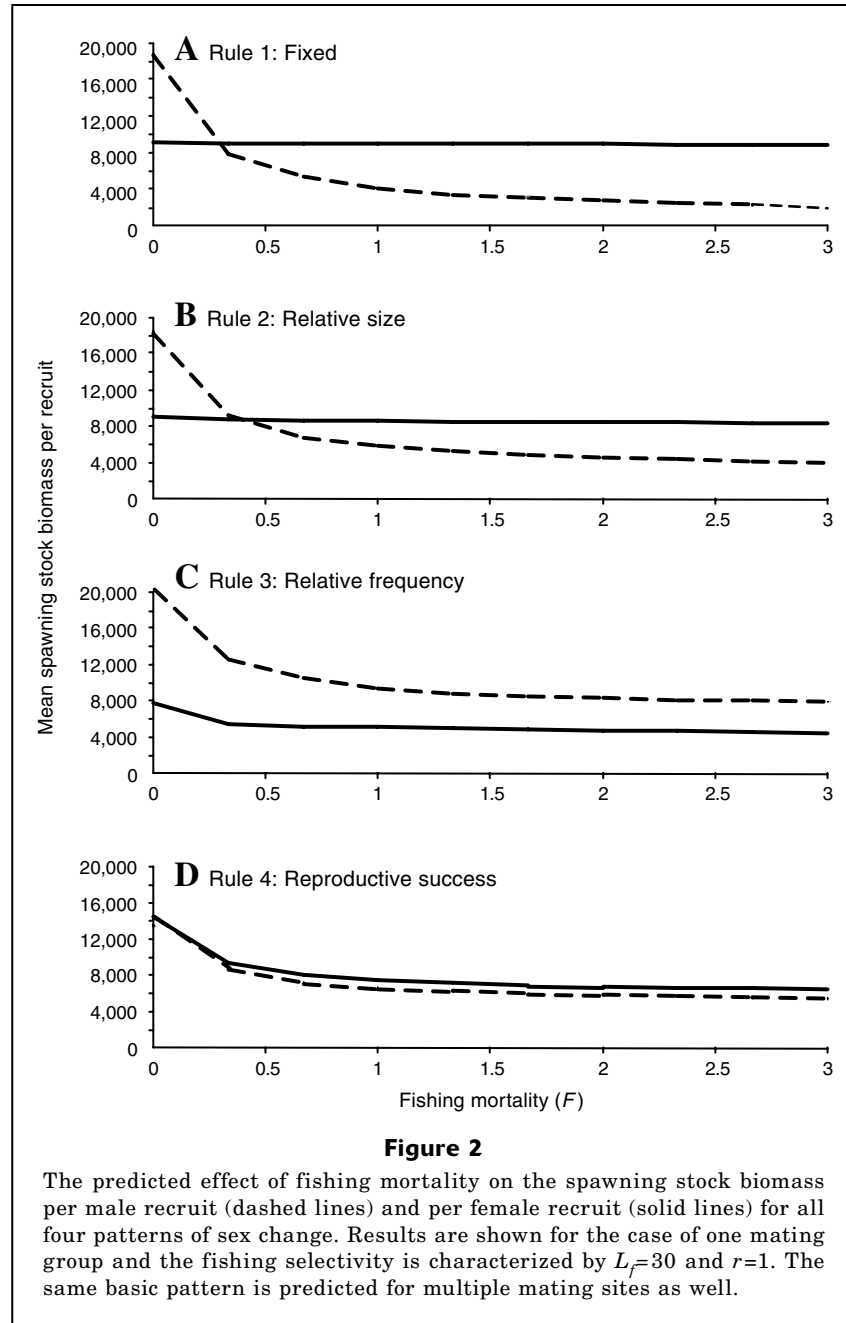 A Rule 1: Fixed
20,000
16,000
12,000
8,000
4,000
0
0 0.5 1 1.5 2 2.5 3
B Rule 2: Relative size
20,000
16,000
12,000
8,000
4,000
0
0 0.5 1 1.5 2 2.5 3
Mean spawning stock biomass per recruit
C Rule 3: Relative frequency
20,000
16,000
12,000
8,000
4,000
0
0 0.5 1 1.5 2 2.5 3
D Rule 4: Reproductive success
20,000
16,000
12,000
8,000
4,000
0
0 0.5 1 1.5 2 2.5 3
Fishing mortality (F)
Figure 2
The predicted effect of fishing mortality on the spawning stock biomass
per male recruit (dashed lines) and per female recruit (solid lines) for all
four patterns of sex change. Results are shown for the case of one mating
group and the fishing selectivity is characterized by Lf=30 and r=1. The
same basic pattern is predicted for multiple mating sites as well.